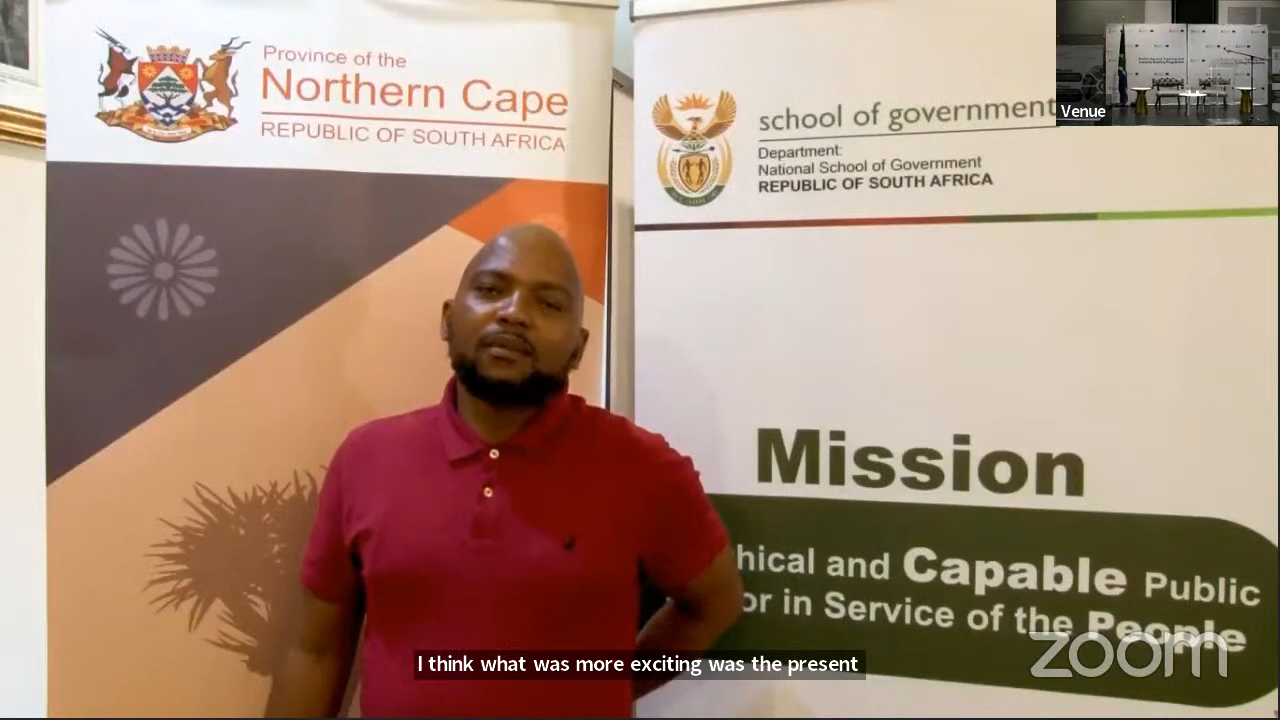 Province of the
Northern Cape
REPUBLIC OF SOUTH AFRICA
school of government
Department:
National School of Government
REPUBLIC OF SOUTH AFRICA
Venue
Mission
hical and Capable Public
or in Service of the People
zoom
I think what was more exciting was the present